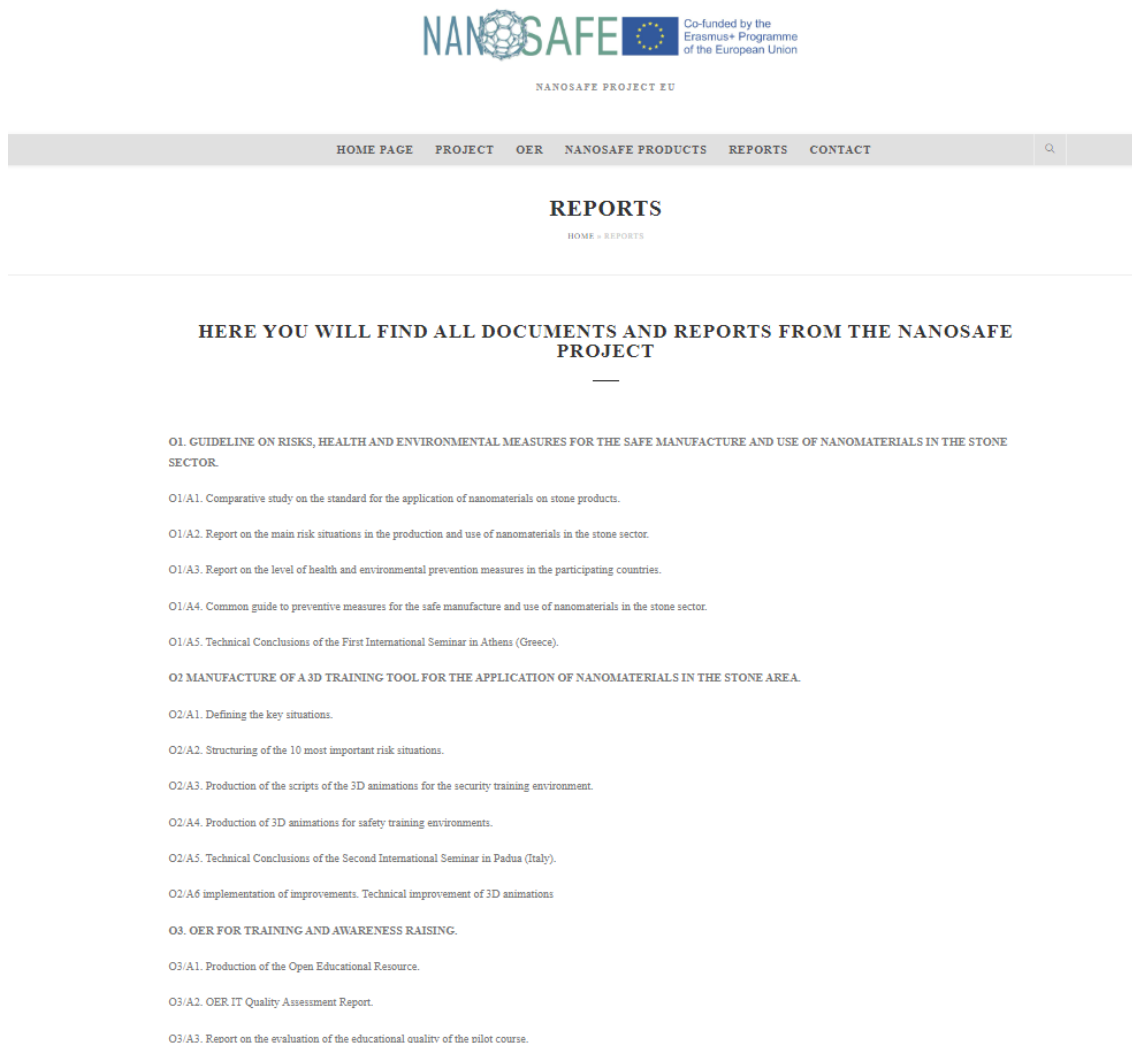 NANOSAFE
Co-funded by the
Erasmus+ Programme
of the European Union
NANOSAFE PROJECT EU
HOME PAGE PROJECT OER NANOSAFE PRODUCTS REPORTS CONTACT
REPORTS
HOME » REPORTS
HERE YOU WILL FIND ALL DOCUMENTS AND REPORTS FROM THE NANOSAFE
PROJECT
O1. GUIDELINE ON RISKS, HEALTH AND ENVIRONMENTAL MEASURES FOR THE SAFE MANUFACTURE AND USE OF NANOMATERIALS IN THE STONE
SECTOR.
O1/A1. Comparative study on the standard for the application of nanomaterials on stone products.
O1/A2. Report on the main risk situations in the production and use of nanomaterials in the stone sector.
O1/A3. Report on the level of health and environmental prevention measures in the participating countries.
O1/A4. Common guide to preventive measures for the safe manufacture and use of nanomaterials in the stone sector.
O1/A5. Technical Conclusions of the First International Seminar in Athens (Greece).
O2 MANUFACTURE OF A 3D TRAINING TOOL FOR THE APPLICATION OF NANOMATERIALS IN THE STONE AREA.
O2/A1. Defining the key situations.
O2/A2. Structuring of the 10 most important risk situations.
O2/A3. Production of the scripts of the 3D animations for the security training environment.
O2/A4. Production of 3D animations for safety training environments.
O2/A5. Technical Conclusions of the Second International Seminar in Padua (Italy).
O2/A6 implementation of improvements. Technical improvement of 3D animations
O3. OER FOR TRAINING AND AWARENESS RAISING.
O3/A1. Production of the Open Educational Resource.
O3/A2. OER IT Quality Assessment Report.
O3/A3. Report on the evaluation of the educational quality of the pilot course.